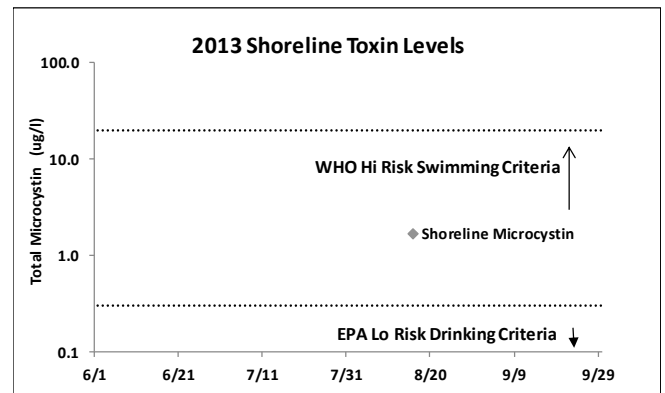 2013 Shoreline Toxin Levels
Total Microcystin (ug/l)
100.0
10.0
1.0
0.1
WHO Hi Risk Swimming Criteria
Shoreline Microcystin
EPA Lo Risk Drinking Criteria
6/1 6/21 7/11 7/31 8/20 9/9 9/29